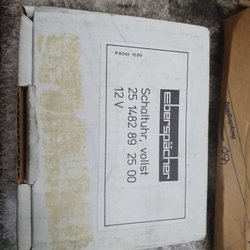 Eberspächer
Schaltuhr, vollst
25 1482 89 25 00
12 V